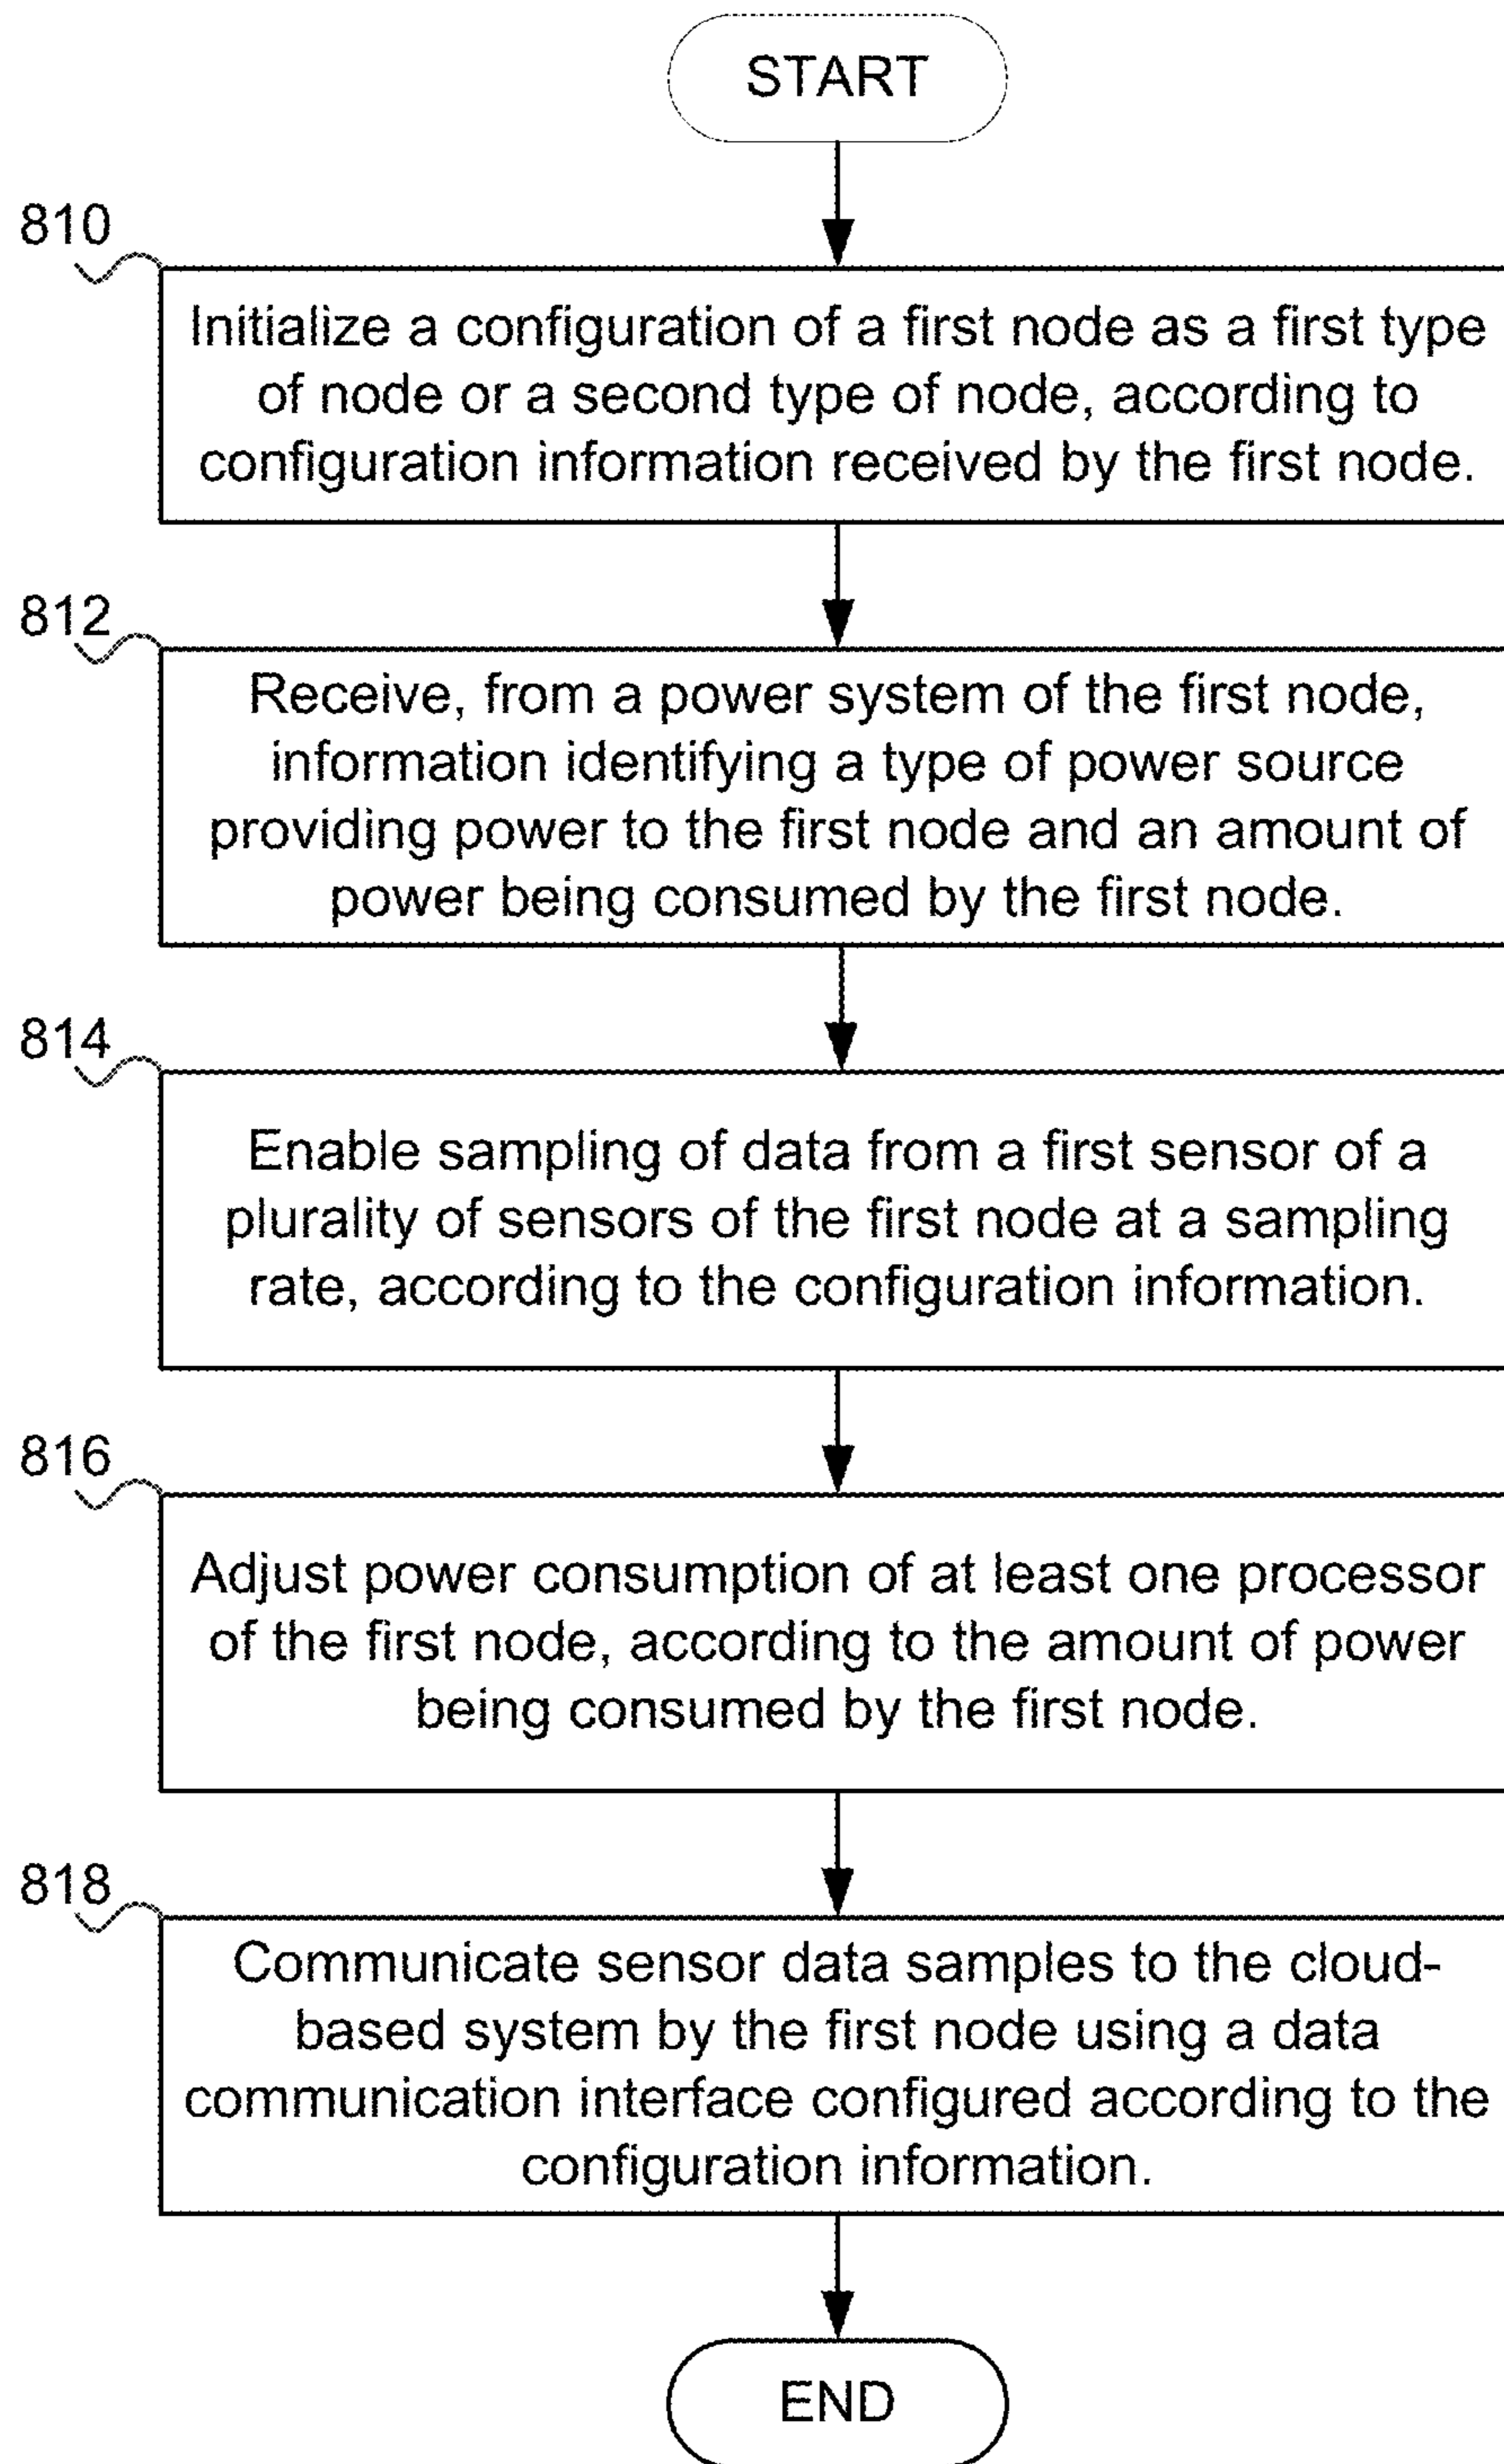 START
810
Initialize a configuration of a first node as a first type
of node or a second type of node, according to
configuration information received by the first node.
812
Receive, from a power system of the first node,
information identifying a type of power source
providing power to the first node and an amount of
power being consumed by the first node.
814
Enable sampling of data from a first sensor of a
plurality of sensors of the first node at a sampling
rate, according to the configuration information.
816
Adjust power consumption of at least one processor
of the first node, according to the amount of power
being consumed by the first node.
818
Communicate sensor data samples to the cloud-
based system by the first node using a data
communication interface configured according to the
configuration information.
END